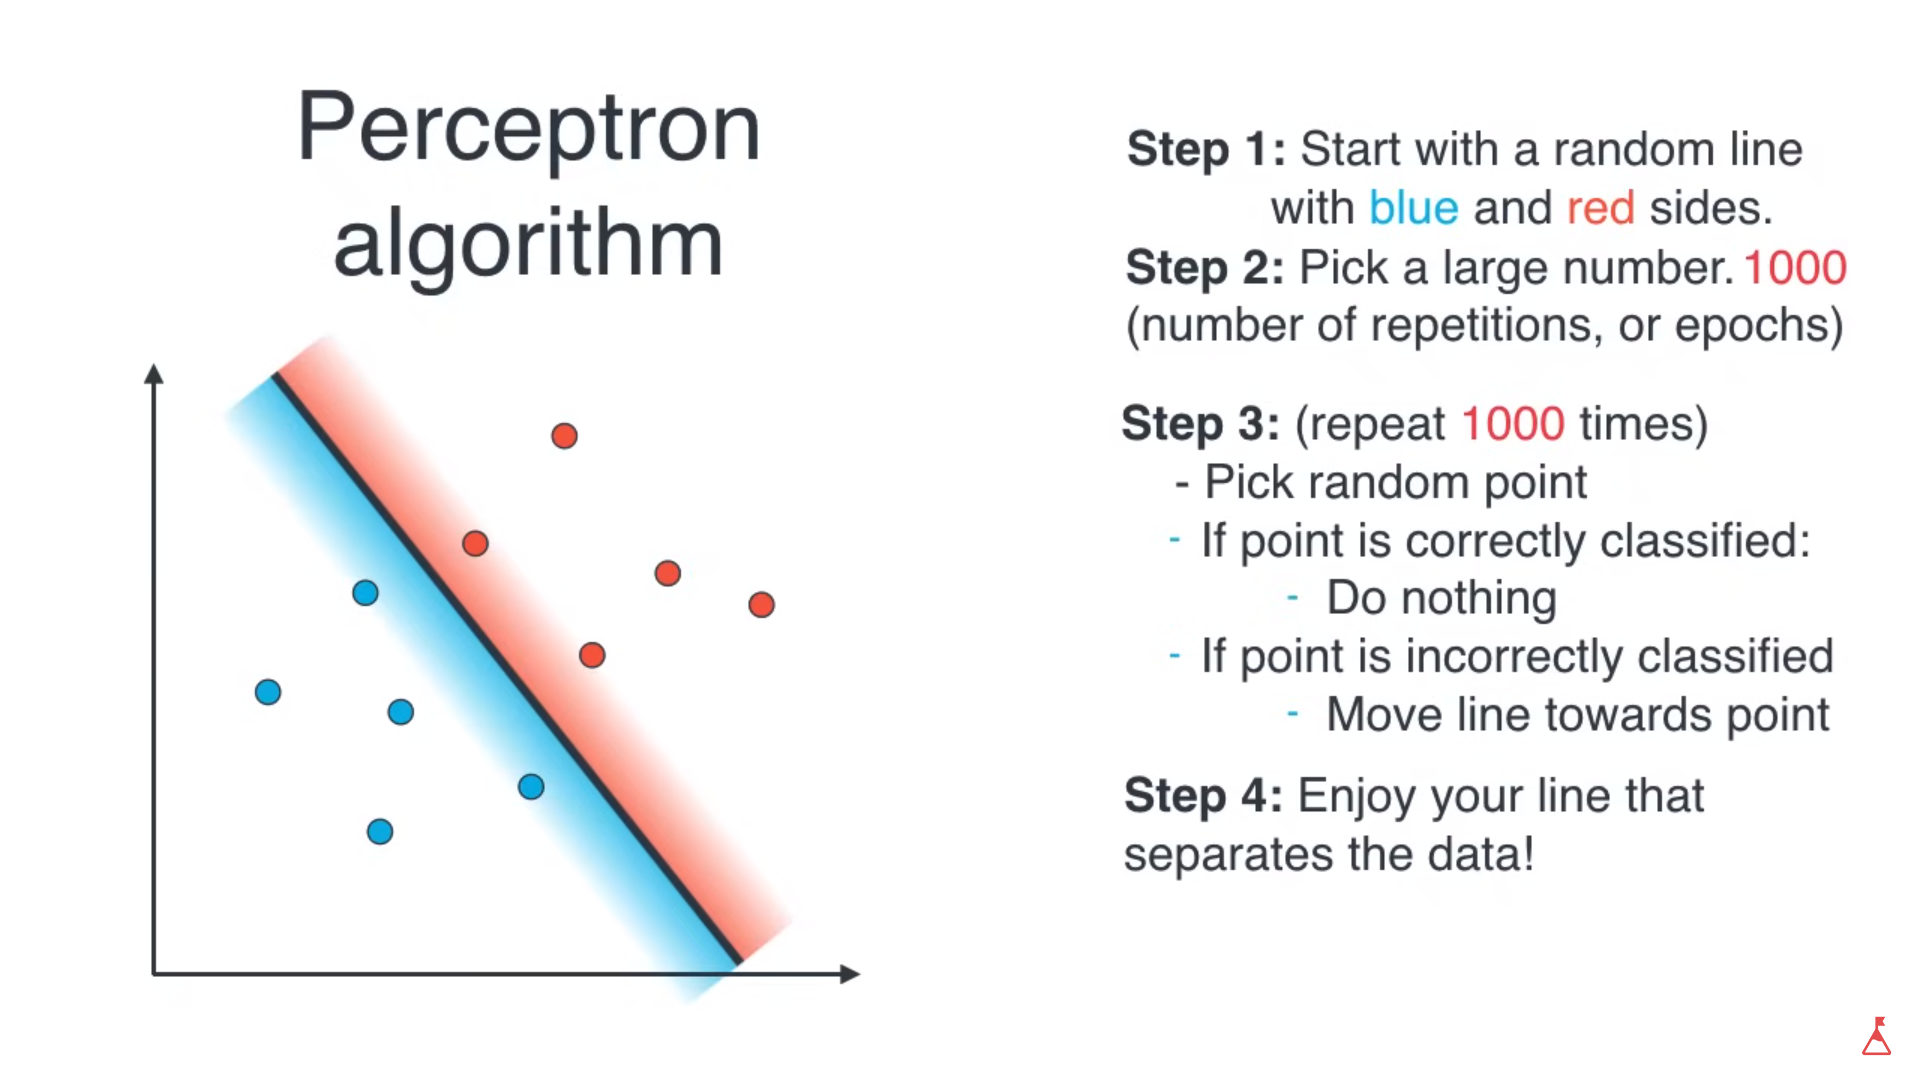 Perceptron
algorithm
Step 1: Start with a random line
with blue and red sides.
Step 2: Pick a large number. 1000
(number of repetitions, or epochs)
Step 3: (repeat 1000 times)
- Pick random point
- If point is correctly classified:
- Do nothing
- If point is incorrectly classified
- Move line towards point
Step 4: Enjoy your line that
separates the data!